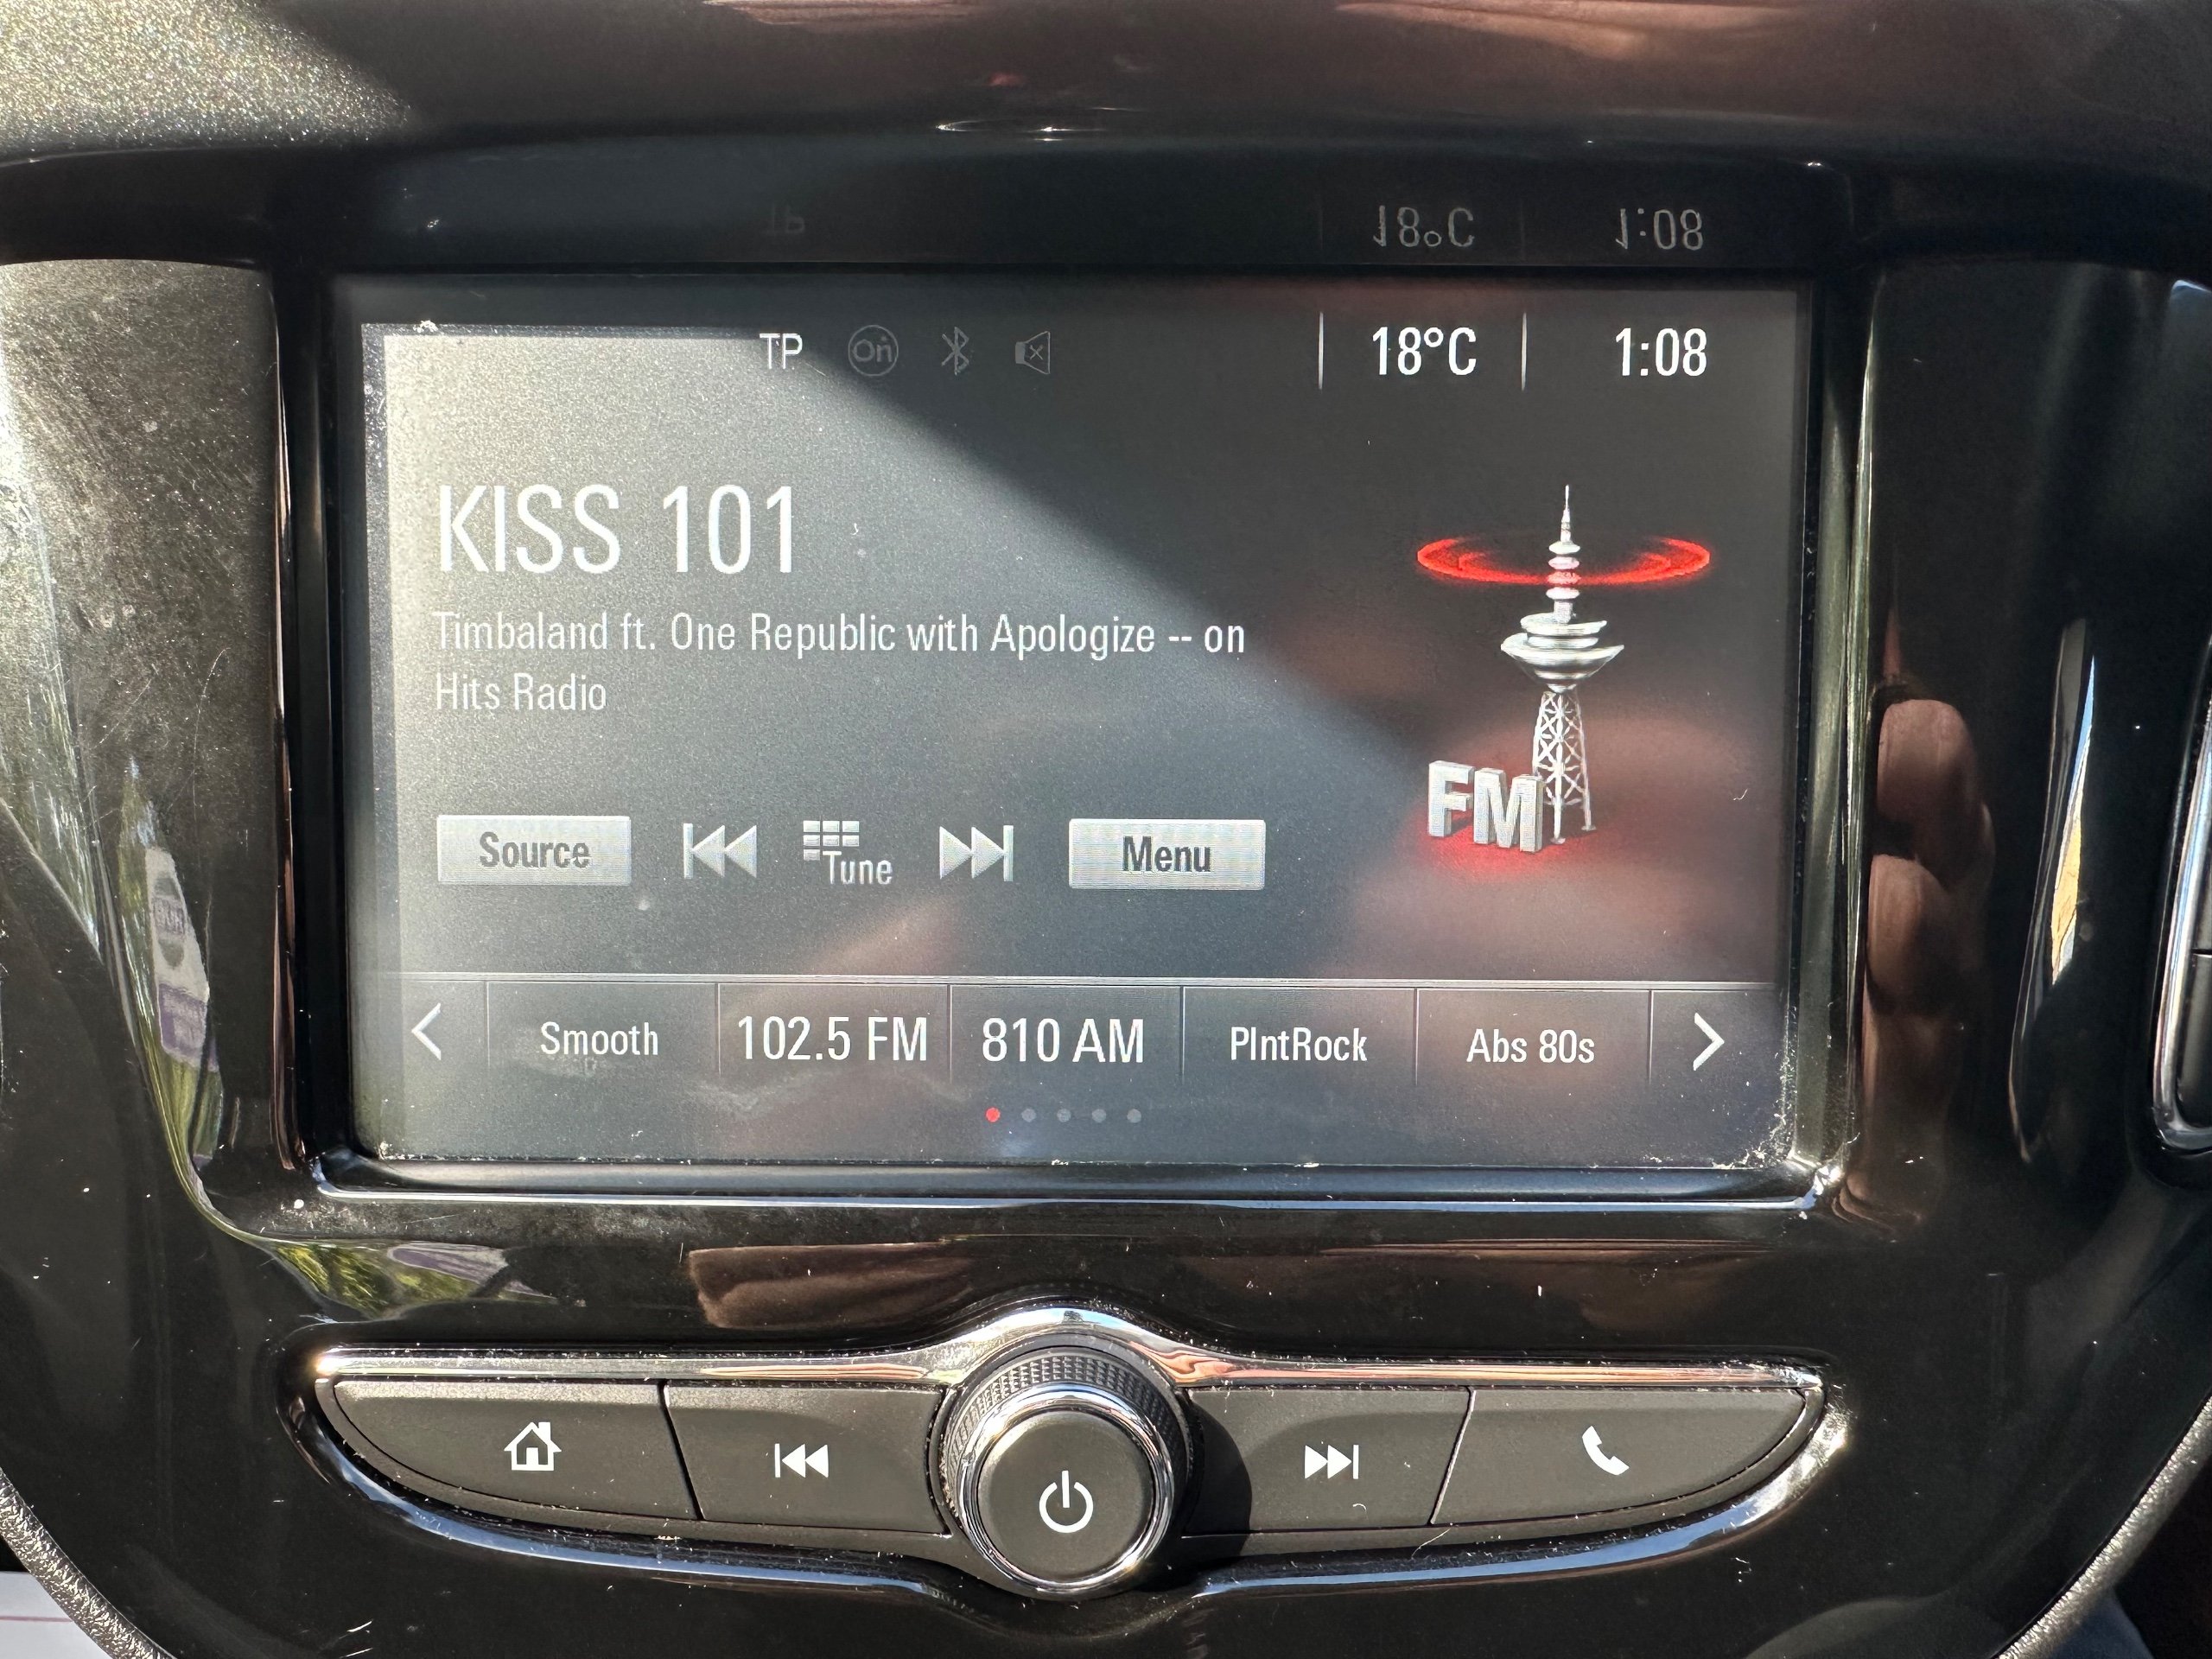 TP On 18°C 1:08
KISS 101
Timbaland ft. One Republic with Apologize -- on
Hits Radio
FM
Source Tune Menu
Smooth 102.5 FM 810 AM PlntRock Abs 80s